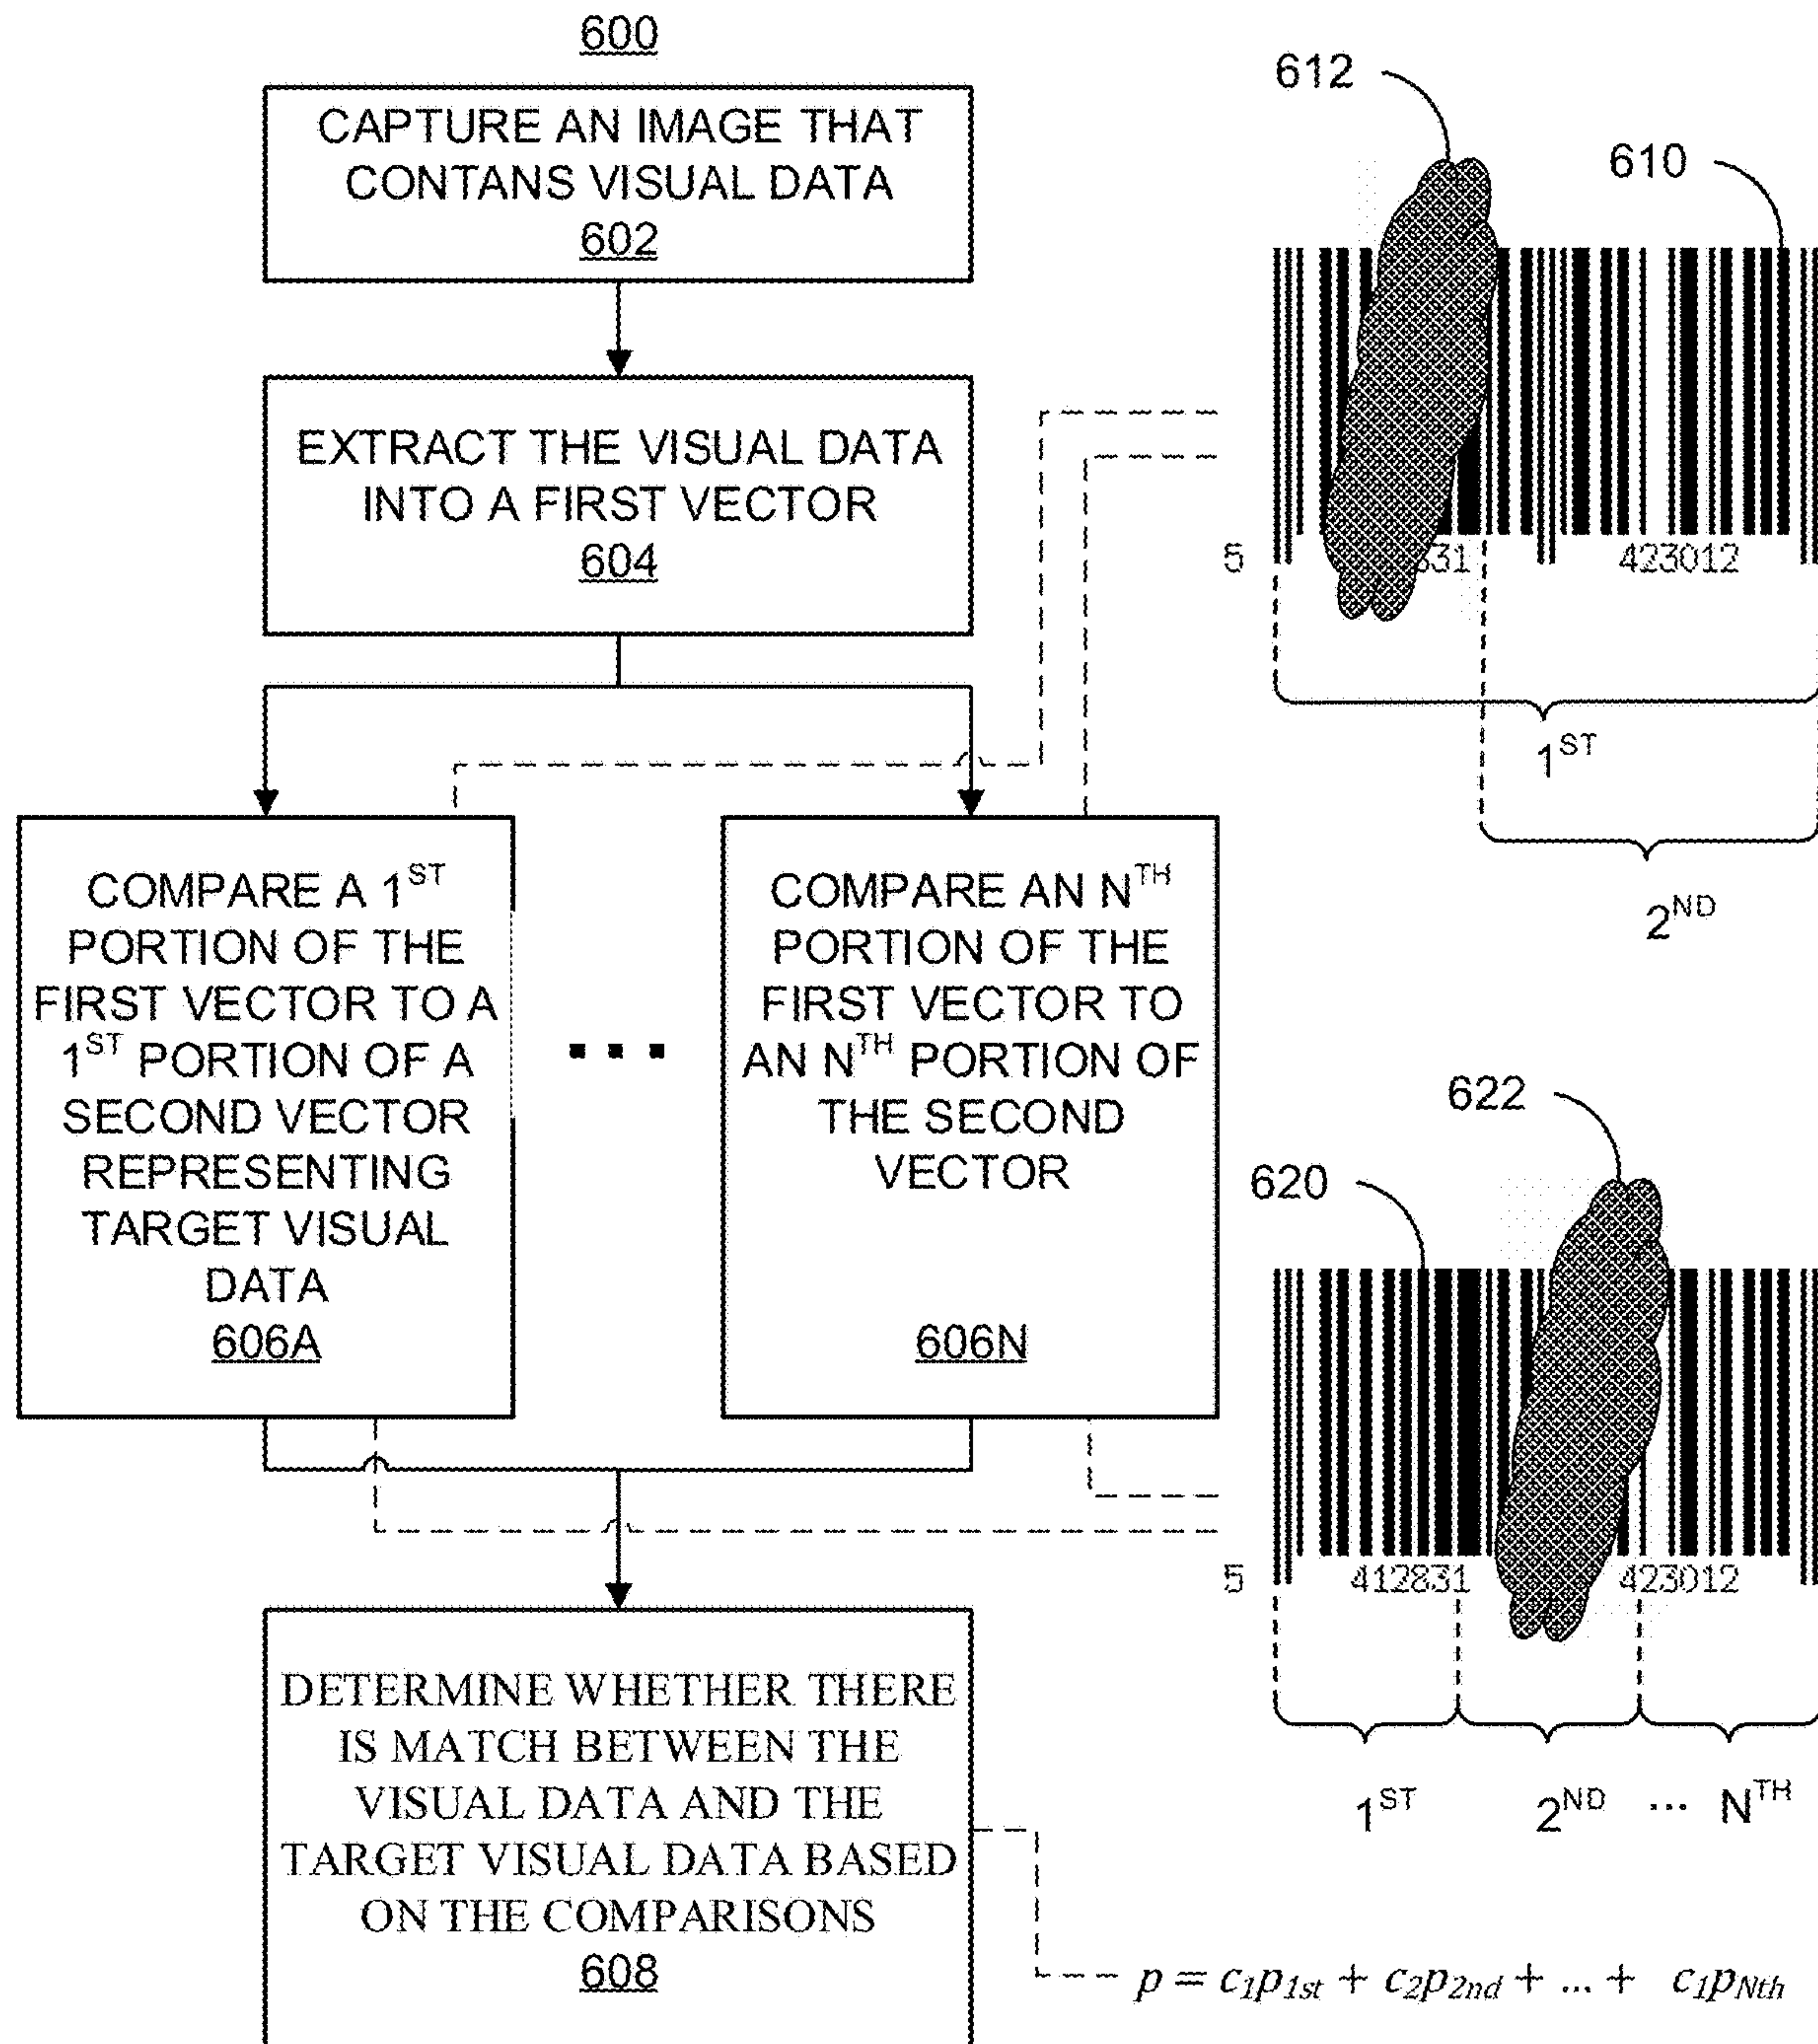 600
CAPTURE AN IMAGE THAT
CONTANS VISUAL DATA
602
EXTRACT THE VISUAL DATA
INTO A FIRST VECTOR
604
COMPARE A 1ST
PORTION OF THE
FIRST VECTOR TO A
1ST PORTION OF A
SECOND VECTOR
REPRESENTING
TARGET VISUAL
DATA
606A
...
COMPARE AN NTH
PORTION OF THE
FIRST VECTOR TO
AN NTH PORTION OF
THE SECOND
VECTOR
606N
DETERMINE WHETHER THERE
IS MATCH BETWEEN THE
VISUAL DATA AND THE
TARGET VISUAL DATA BASED
ON THE COMPARISONS
608
p = c1p1st + c2p2nd + ... + c1pNth
612
610
5 31 423012
1ST
2ND
622
620
5 412831 423012
1ST 2ND ... NTH